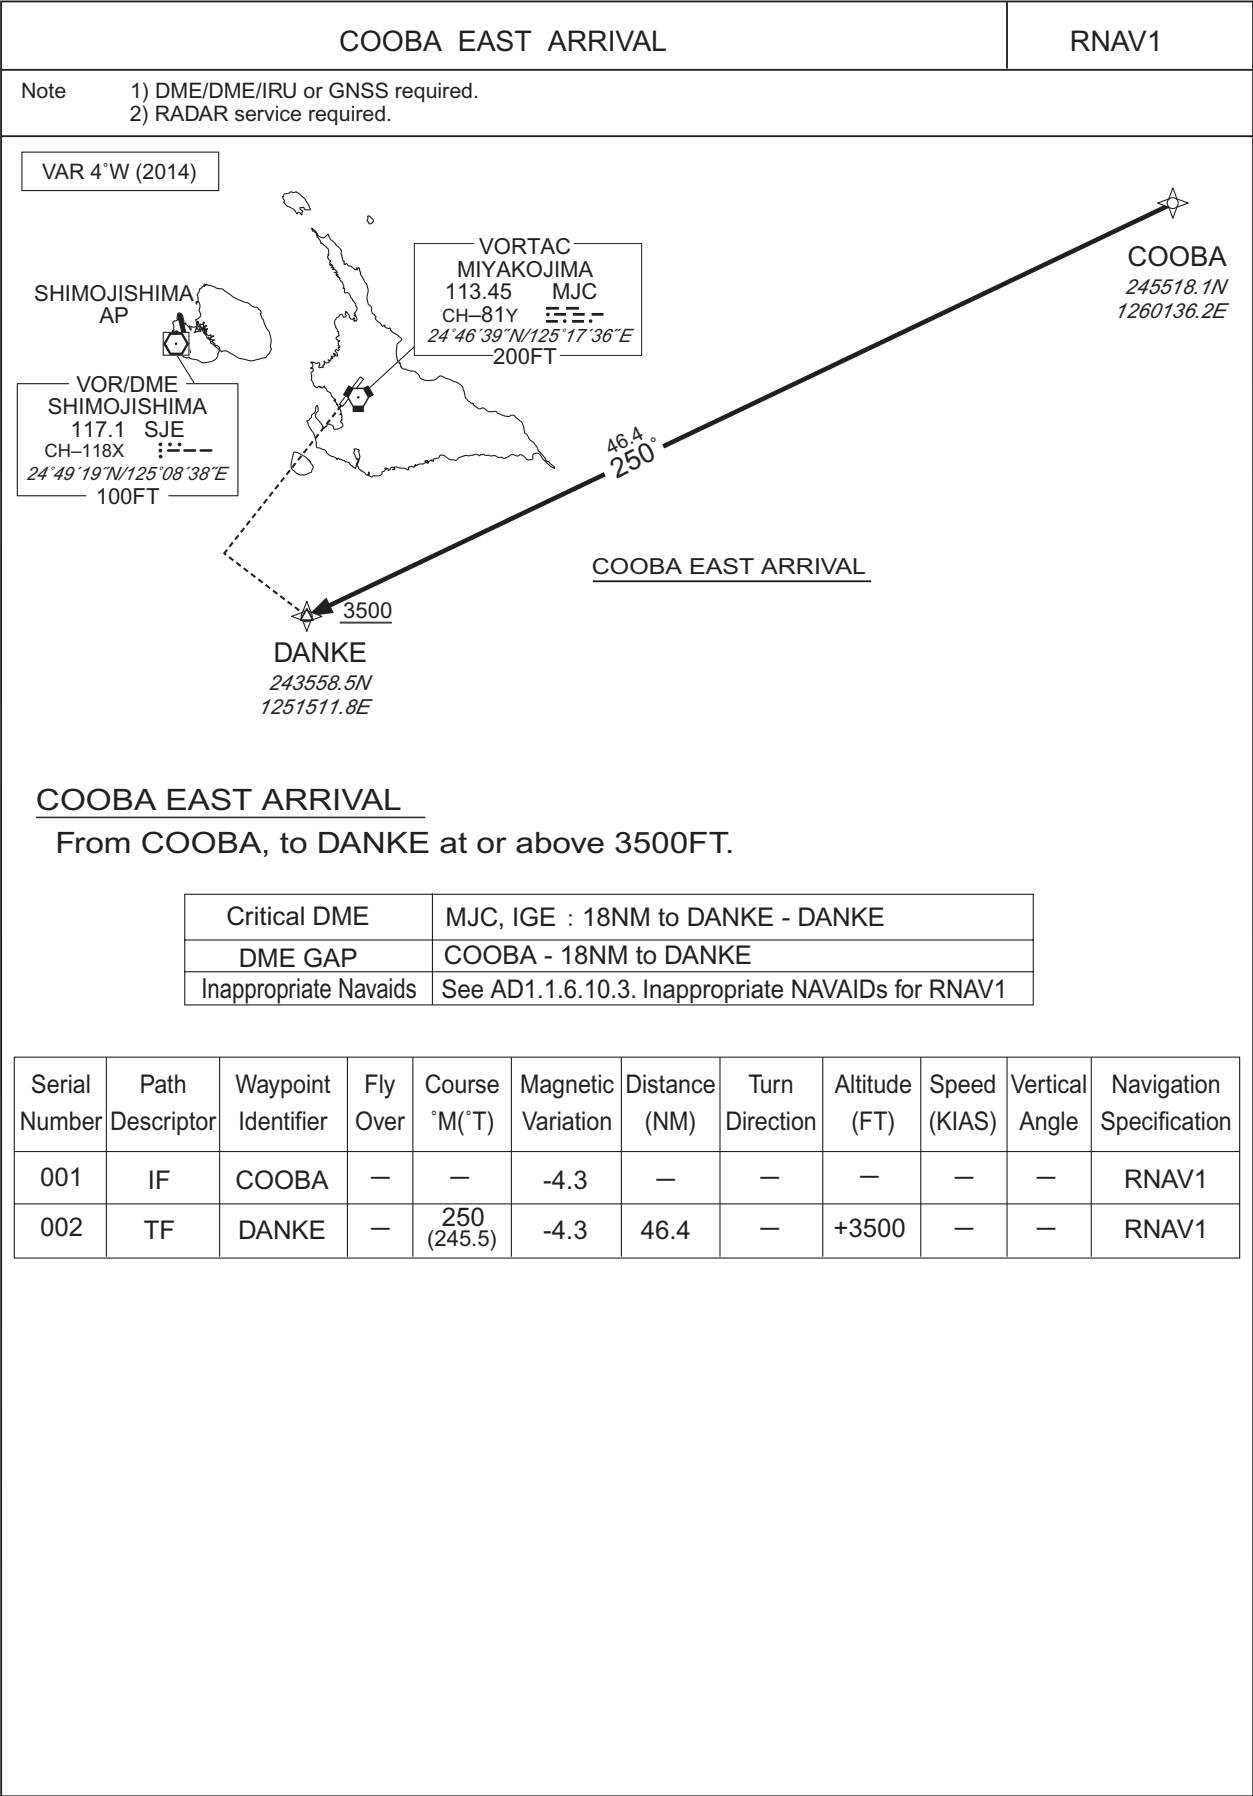 COOBA EAST ARRIVAL RNAV1
Note 1) DME/DME/IRU or GNSS required.
2) RADAR service required.
VAR 4˚W (2014)
SHIMOJISHIMA
AP
VORTAC
MIYAKOJIMA
113.45 MJC
CH–81Y
24˚46´39˝N/125˚17´36˝E
200FT
COOBA
245518.1N
1260136.2E
VOR/DME
SHIMOJISHIMA
117.1 SJE
CH–118X
24˚49´19˝N/125˚08´38˝E
100FT
46.4
250˚
COOBA EAST ARRIVAL
3500
DANKE
243558.5N
1251511.8E
COOBA EAST ARRIVAL
From COOBA, to DANKE at or above 3500FT.
Critical DME MJC, IGE : 18NM to DANKE - DANKE
DME GAP COOBA - 18NM to DANKE
Inappropriate Navaids See AD1.1.6.10.3. Inappropriate NAVAIDs for RNAV1
Serial Path Waypoint Fly Course Magnetic Distance Turn Altitude Speed Vertical Navigation
Number Descriptor Identifier Over ˚M(˚T) Variation (NM) Direction (FT) (KIAS) Angle Specification
001 IF COOBA — — -4.3 — — — — — RNAV1
002 TF DANKE — 250 (245.5) -4.3 46.4 — +3500 — — RNAV1